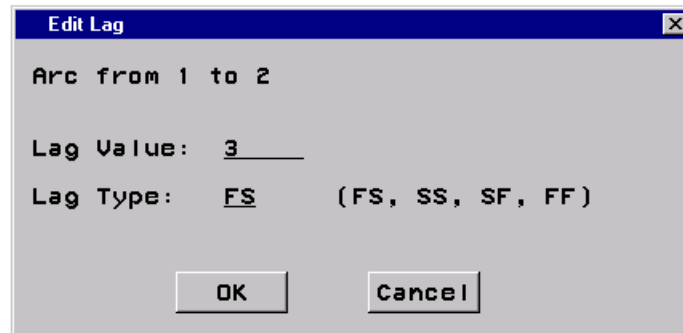 Edit Lag
Arc from 1 to 2
Lag Value: 3
Lag Type: FS (FS, SS, SF, FF)
OK Cancel